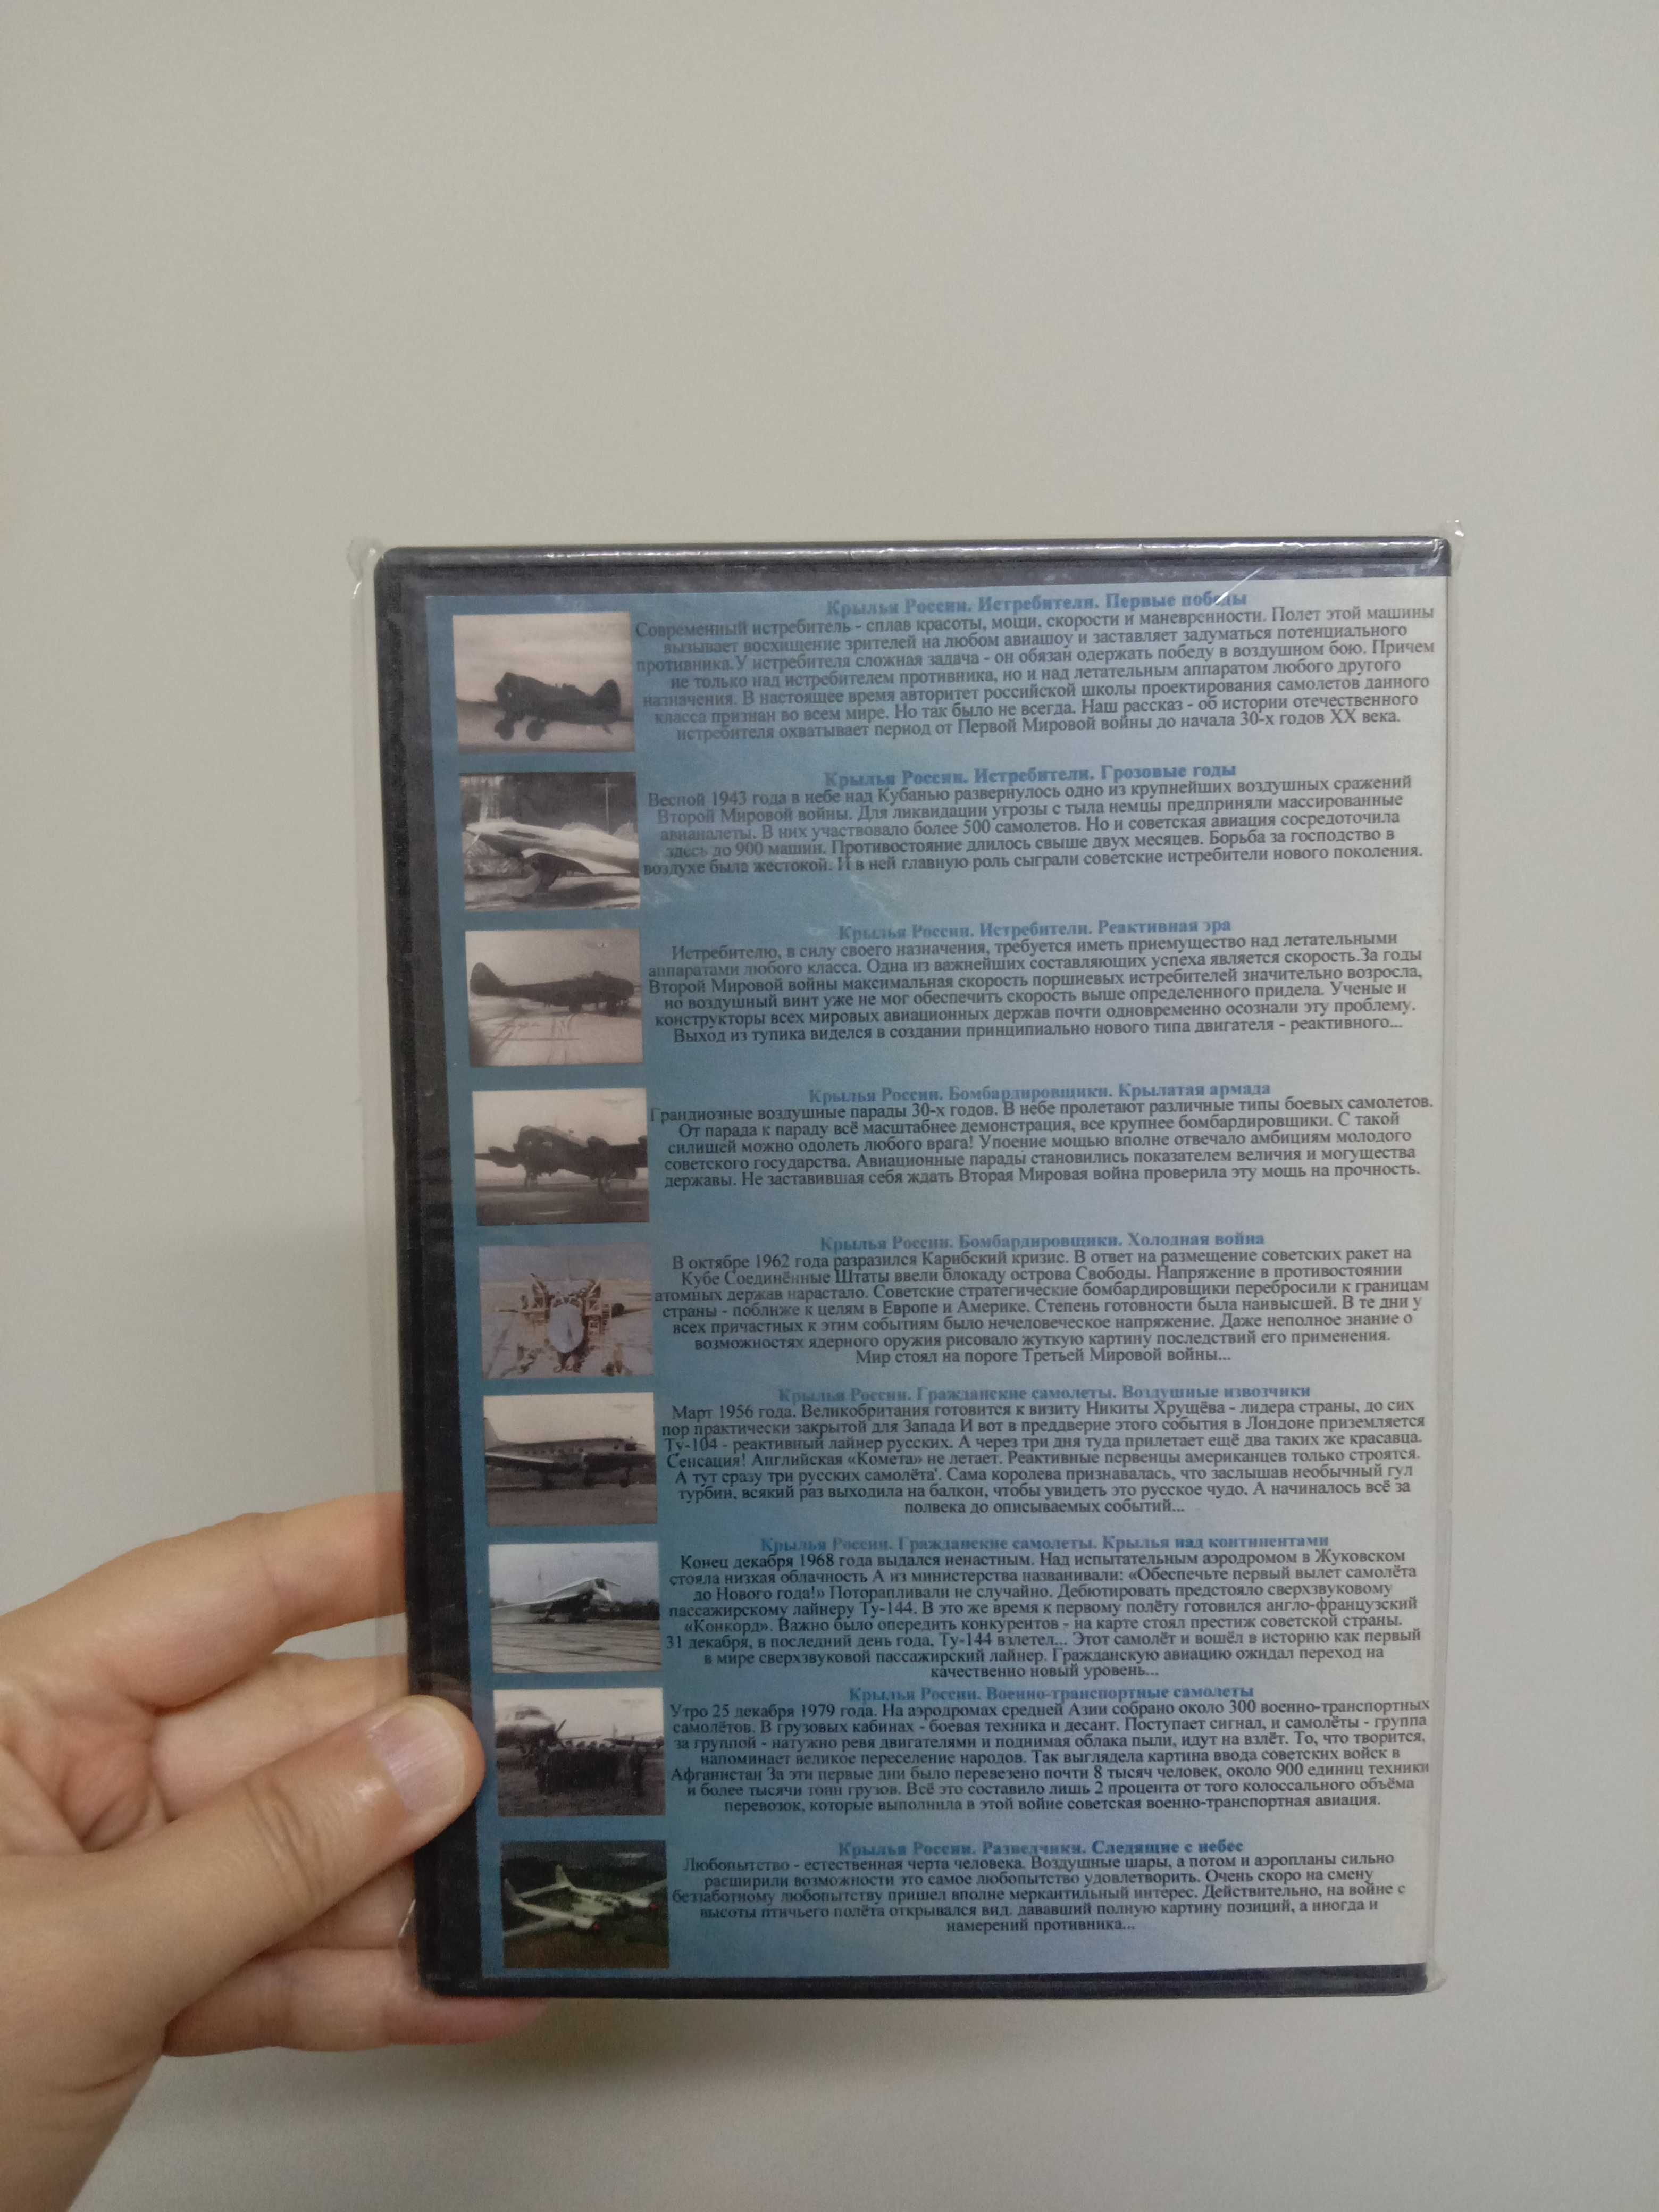 Крылья России. Истребители. Первые победы
Современный истребитель - сплав красоты, мощи, скорости и маневренности. Полет этой машины
вызывает восхищение зрителей на любом авиашоу и заставляет задуматься потенциального
противника.У истребителя сложная задача - он обязан одержать победу в воздушном бою. Причем
не только над истребителем противника, но и над летательным аппаратом любого другого
назначения. В настоящее время авторитет российской школы проектирования самолетов данного
класса признан во всем мире. Но так было не всегда. Наш рассказ - об истории отечественного
истребителя охватывает период от Первой Мировой войны до начала 30-х годов XX века.
Крылья России. Истребители. Грозовые годы
Весной 1943 года в небе над Кубанью развернулось одно из крупнейших воздушных сражений
Второй Мировой войны. Для ликвидации угрозы с тыла немцы предприняли массированные
авианалеты. В них участвовало более 500 самолетов. Но и советская авиация сосредоточила
здесь до 900 машин. Противостояние длилось свыше двух месяцев. Борьба за господство в
воздухе была жестокой. И в ней главную роль сыграли советские истребители нового поколения.
Крылья России. Истребители. Реактивная эра
Истребителю, в силу своего назначения, требуется иметь приемущество над летательными
аппаратами любого класса. Одна из важнейших составляющих успеха является скорость.За годы
Второй Мировой войны максимальная скорость поршневых истребителей значительно возросла,
но воздушный винт уже не мог обеспечить скорость выше определенного придела. Ученые и
конструкторы всех мировых авиационных держав почти одновременно осознали эту проблему.
Выход из тупика виделся в создании принципиально нового типа двигателя - реактивного...
Крылья России. Бомбардировщики. Крылатая армада
Грандиозные воздушные парады 30-х годов. В небе пролетают различные типы боевых самолетов.
От парада к параду всё масштабнее демонстрация, все крупнее бомбардировщики. С такой
силищей можно одолеть любого врага! Упоение мощью вполне отвечало амбициям молодого
советского государства. Авиационные парады становились показателем величия и могущества
державы. Не заставившая себя ждать Вторая Мировая война проверила эту мощь на прочность.
Крылья России. Бомбардировщики. Холодная война
В октябре 1962 года разразился Карибский кризис. В ответ на размещение советских ракет на
Кубе Соединённые Штаты ввели блокаду острова Свободы. Напряжение в противостоянии
атомных держав нарастало. Советские стратегические бомбардировщики перебросили к границам
страны - поближе к целям в Европе и Америке. Степень готовности была наивысшей. В те дни у
всех причастных к этим событиям было нечеловеческое напряжение. Даже неполное знание о
возможностях ядерного оружия рисовало жуткую картину последствий его применения.
Мир стоял на пороге Третьей Мировой войны...
Крылья России. Гражданские самолеты. Воздушные извозчики
Март 1956 года. Великобритания готовится к визиту Никиты Хрущёва - лидера страны, до сих
пор практически закрытой для Запада И вот в преддверие этого события в Лондоне приземляется
Ту-104 - реактивный лайнер русских. А через три дня туда прилетает ещё два таких же красавца.
Сенсация! Английская «Комета» не летает. Реактивные первенцы американцев только строятся.
А тут сразу три русских самолёта'. Сама королева признавалась, что заслышав необычный гул
турбин, всякий раз выходила на балкон, чтобы увидеть это русское чудо. А начиналось всё за
полвека до описываемых событий...
Крылья России. Гражданские самолеты. Крылья над континентами
Конец декабря 1968 года выдался ненастным. Над испытательным аэродромом в Жуковском
стояла низкая облачность А из министерства названивали: «Обеспечьте первый вылет самолёта
до Нового года!» Поторапливали не случайно. Дебютировать предстояло сверхзвуковому
пассажирскому лайнеру Ту-144. В это же время к первому полёту готовился англо-французский
«Конкорд». Важно было опередить конкурентов - на карте стоял престиж советской страны.
31 декабря, в последний день года, Ту-144 взлетел... Этот самолёт и вошёл в историю как первый
в мире сверхзвуковой пассажирский лайнер. Гражданскую авиацию ожидал переход на
качественно новый уровень...
Крылья России. Военно-транспортные самолеты
Утро 25 декабря 1979 года. На аэродромах средней Азии собрано около 300 военно-транспортных
самолётов. В грузовых кабинах - боевая техника и десант. Поступает сигнал, и самолёты - группа
за группой - натужно ревя двигателями и поднимая облака пыли, идут на взлёт. То, что творится,
напоминает великое переселение народов. Так выглядела картина ввода советских войск в
Афганистан За эти первые дни было перевезено почти 8 тысяч человек, около 900 единиц техники
и более тысячи тонн грузов. Всё это составило лишь 2 процента от того колоссального объёма
перевозок, которые выполнила в этой войне советская военно-транспортная авиация.
Крылья России. Разведчики. Следящие с небес
Любопытство - естественная черта человека. Воздушные шары, а потом и аэропланы сильно
расширили возможности это самое любопытство удовлетворить. Очень скоро на смену
беззаботному любопытству пришел вполне меркантильный интерес. Действительно, на войне с
высоты птичьего полёта открывался вид, дававший полную картину позиций, а иногда и
намерений противника...